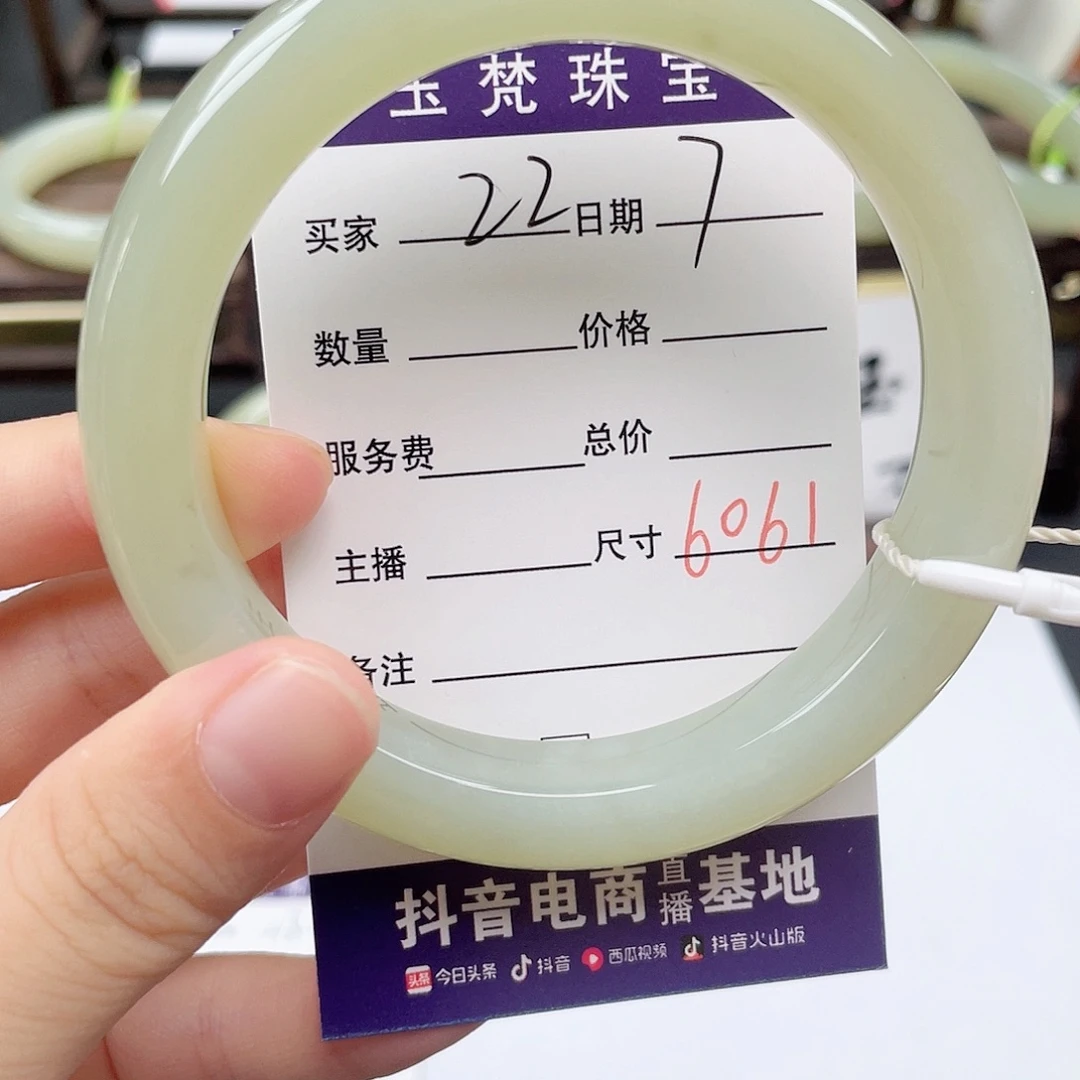 玉梵珠宝
买家 22 日期 7
数量 价格
服务费 总价
主播 尺寸 6061
备注
抖音电商直播基地
头条 今日头条 抖音 西瓜视频 抖音火山版